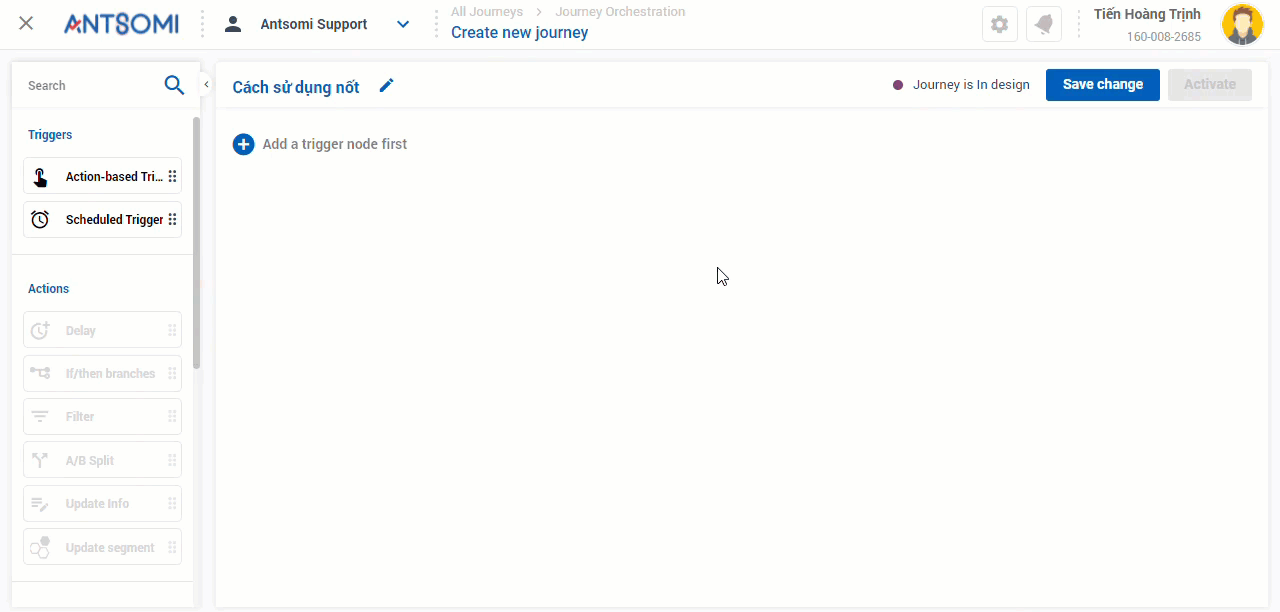 ANTSOMI
Antsomi Support
All Journeys > Journey Orchestration
Create new journey
Tiến Hoàng Trịnh
160-008-2685
Search
Cách sử dụng nốt
Journey is In design
Save change
Activate
Triggers
Add a trigger node first
Action-based Tri...
Scheduled Trigger
Actions
Delay
If/then branches
Filter
A/B Split
Update Info
Update segment